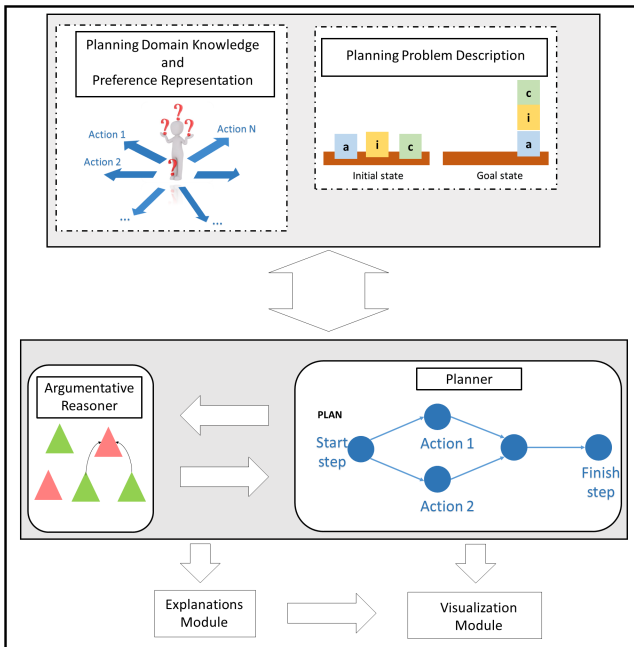 Planning Domain Knowledge
and
Preference Representation
Action 1
Action N
Action 2
...
...
?
?
?
?
Planning Problem Description
c
i
a
a
i
c
Initial state
Goal state
Argumentative
Reasoner
Planner
PLAN
Start
step
Action 1
Action 2
Finish
step
Explanations
Module
Visualization
Module